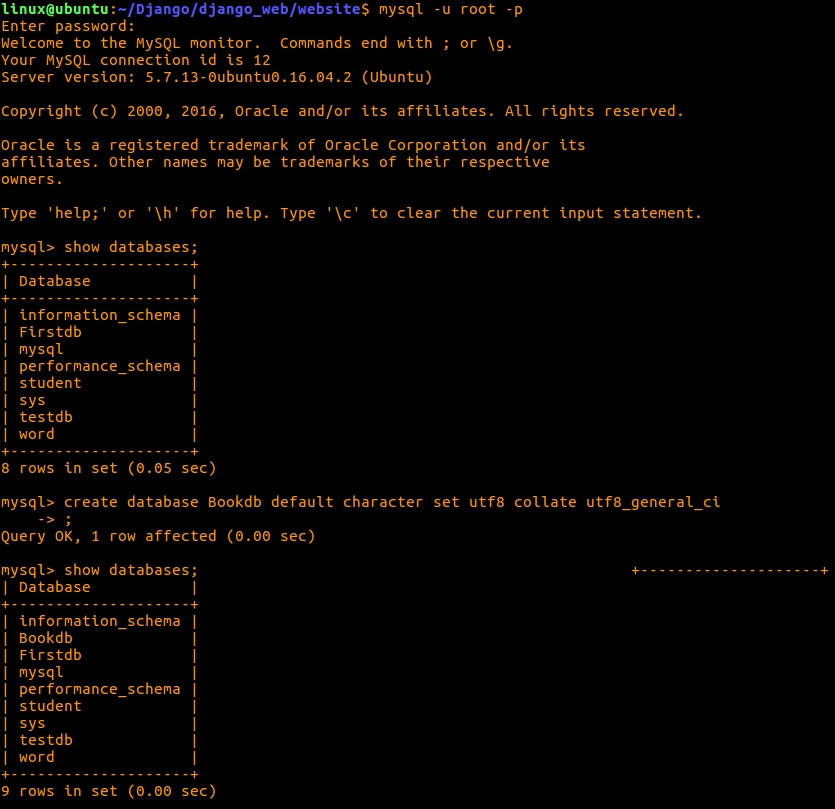 linux@ubuntu:~/Django/django_web/website$ mysql -u root -p
Enter password:
Welcome to the MySQL monitor.  Commands end with ; or \g.
Your MySQL connection id is 12
Server version: 5.7.13-0ubuntu0.16.04.2 (Ubuntu)

Copyright (c) 2000, 2016, Oracle and/or its affiliates. All rights reserved.

Oracle is a registered trademark of Oracle Corporation and/or its
affiliates. Other names may be trademarks of their respective
owners.

Type 'help;' or '\h' for help. Type '\c' to clear the current input statement.

mysql> show databases;
+--------------------+
| Database           |
+--------------------+
| information_schema |
| Firstdb            |
| mysql              |
| performance_schema |
| student            |
| sys                |
| testdb             |
| word               |
+--------------------+
8 rows in set (0.05 sec)

mysql> create database Bookdb default character set utf8 collate utf8_general_ci
    -> ;
Query OK, 1 row affected (0.00 sec)

mysql> show databases;                                                +--------------------+
| Database           |
+--------------------+
| information_schema |
| Bookdb             |
| Firstdb            |
| mysql              |
| performance_schema |
| student            |
| sys                |
| testdb             |
| word               |
+--------------------+
9 rows in set (0.00 sec)